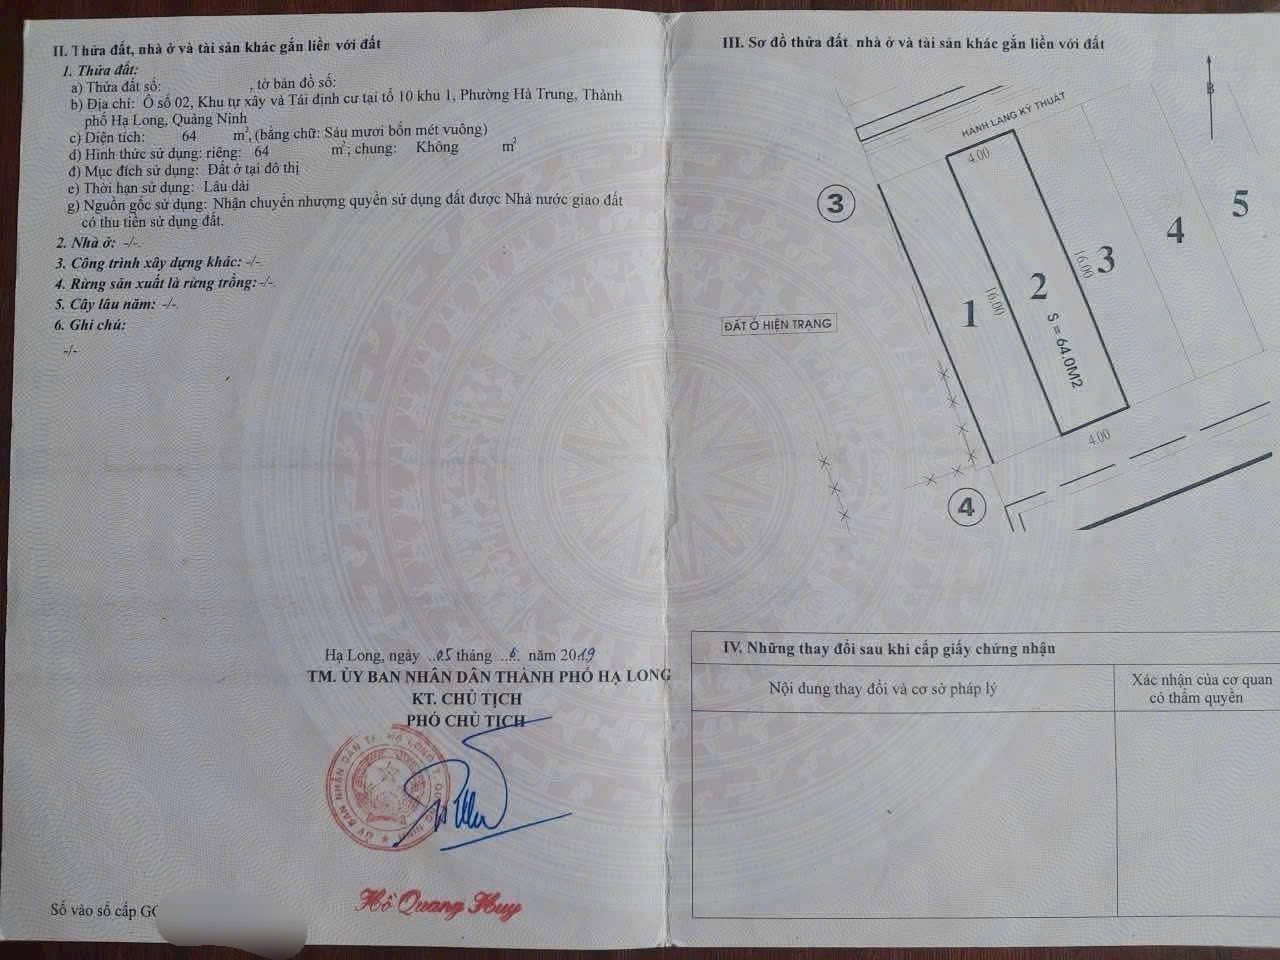 II. Thửa đất, nhà ở và tài sản khác gắn liền với đất
1. Thửa đất:
a) Thửa đất số: , tờ bản đồ số:
b) Địa chỉ: Ô số 02, Khu tự xây và Tái định cư tại tổ 10 khu 1, Phường Hà Trung, Thành
phố Hạ Long, Quảng Ninh
c) Diện tích: 64 m², (bằng chữ: Sáu mươi bốn mét vuông)
d) Hình thức sử dụng: riêng: 64 m²; chung: Không m²
đ) Mục đích sử dụng: Đất ở tại đô thị
e) Thời hạn sử dụng: Lâu dài
g) Nguồn gốc sử dụng: Nhận chuyển nhượng quyền sử dụng đất được Nhà nước giao đất
có thu tiền sử dụng đất.
2. Nhà ở: -/-.
3. Công trình xây dựng khác: -/-.
4. Rừng sản xuất là rừng trồng: -/-.
5. Cây lâu năm: -/-.
6. Ghi chú:
-/-
Hạ Long, ngày ..05 tháng ..6.. năm 2019
TM. ỦY BAN NHÂN DÂN THÀNH PHỐ HẠ LONG
KT. CHỦ TỊCH
PHÓ CHỦ TỊCH
ỦY BAN NHÂN DÂN TP. HẠ LONG T. QUẢNG NINH
Hồ Quang Huy
Số vào sổ cấp GC
III. Sơ đồ thửa đất, nhà ở và tài sản khác gắn liền với đất
B
HÀNH LANG KỸ THUẬT
4.00
3
5
4
3
16.00
2
16.00
1
S = 64.0M2
ĐẤT Ở HIỆN TRẠNG
4.00
4
IV. Những thay đổi sau khi cấp giấy chứng nhận
Nội dung thay đổi và cơ sở pháp lý
Xác nhận của cơ quan
có thẩm quyền